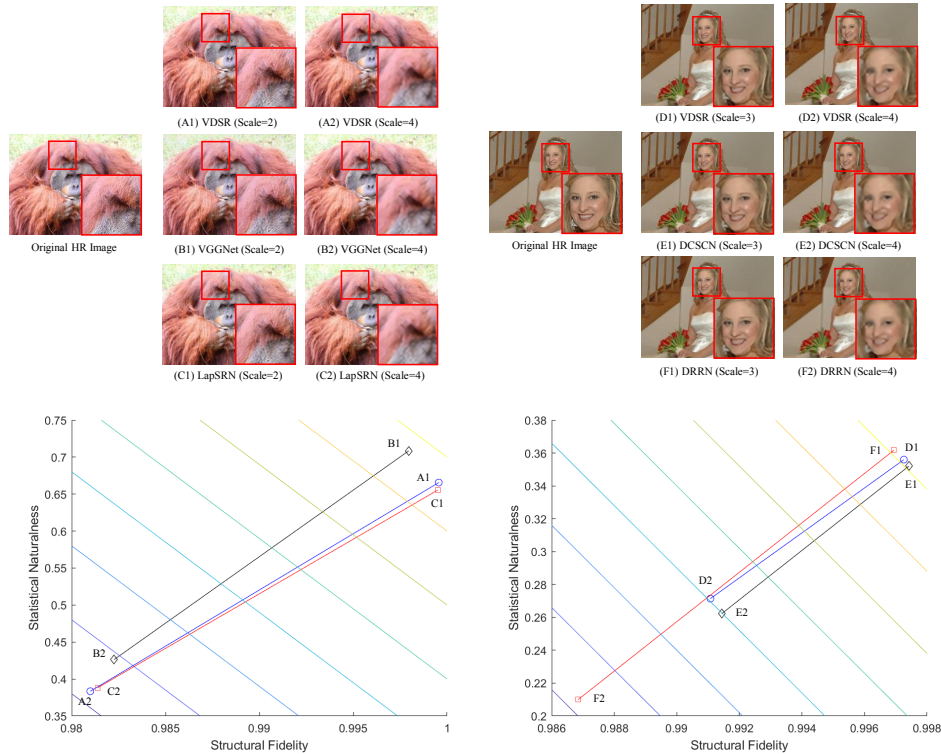 (A1) VDSR (Scale=2)
(A2) VDSR (Scale=4)
Original HR Image
(B1) VGGNet (Scale=2)
(B2) VGGNet (Scale=4)
(C1) LapSRN (Scale=2)
(C2) LapSRN (Scale=4)
(D1) VDSR (Scale=3)
(D2) VDSR (Scale=4)
Original HR Image
(E1) DCSCN (Scale=3)
(E2) DCSCN (Scale=4)
(F1) DRRN (Scale=3)
(F2) DRRN (Scale=4)
Statistical Naturalness
0.75
0.7
0.65
0.6
0.55
0.5
0.45
0.4
0.35
B1
A1
C1
B2
A2
C2
0.98
0.985
0.99
0.995
1
Structural Fidelity
Statistical Naturalness
0.38
0.36
0.34
0.32
0.3
0.28
0.26
0.24
0.22
0.2
F1
D1
E1
D2
E2
F2
0.986
0.988
0.99
0.992
0.994
0.996
0.998
Structural Fidelity